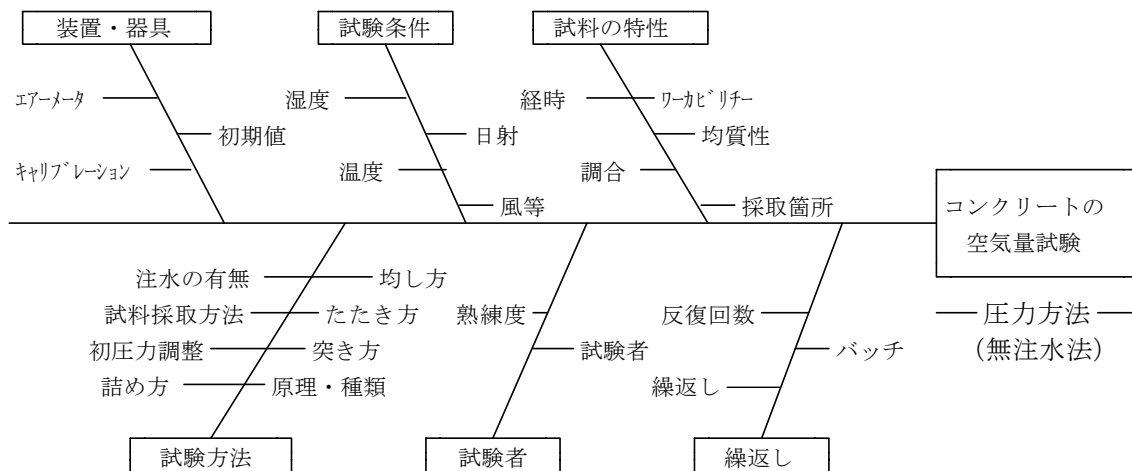 装置・器具
試験条件
試料の特性
エアーメータ
湿度
経時
ワーカビリチー
初期値
日射
均質性
キャリブレーション
温度
調合
風等
採取箇所
コンクリートの
空気量試験
注水の有無
均し方
試料採取方法
たたき方
熟練度
反復回数
圧力方法
初圧力調整
突き方
試験者
バッチ
(無注水法)
詰め方
原理・種類
繰返し
試験方法
試験者
繰返し